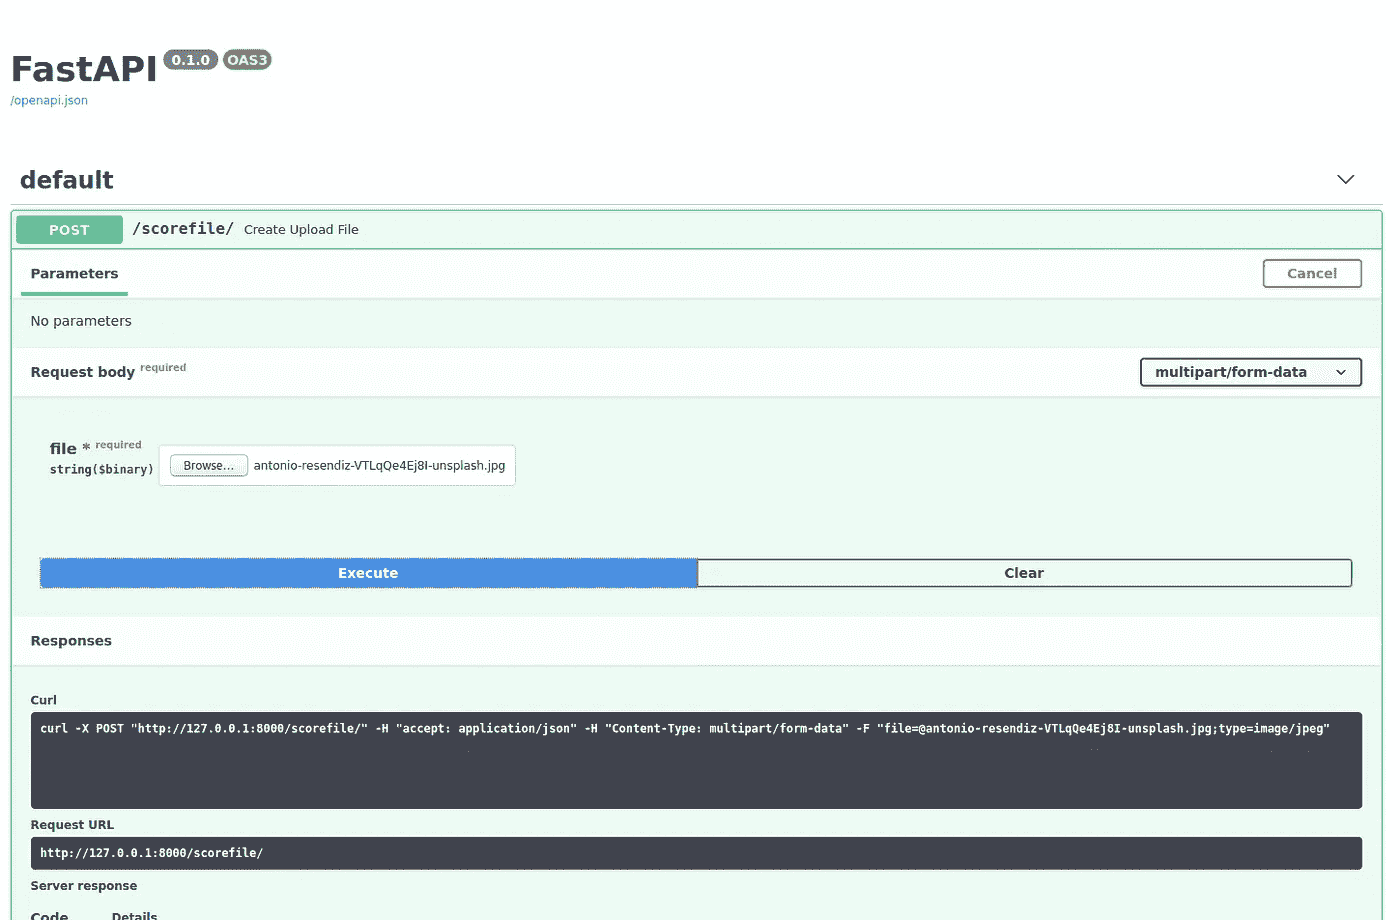 FastAPI 0.1.0 OAS3
/openapi.json
default
POST /scorefile/ Create Upload File
Parameters Cancel
No parameters
Request body required multipart/form-data
file * required
string($binary) Browse... antonio-resendiz-VTLqQe4Ej8I-unsplash.jpg
Execute Clear
Responses
Curl
curl -X POST "http://127.0.0.1:8000/scorefile/" -H "accept: application/json" -H "Content-Type: multipart/form-data" -F "file=@antonio-resendiz-VTLqQe4Ej8I-unsplash.jpg;type=image/jpeg"
Request URL
http://127.0.0.1:8000/scorefile/
Server response
Code Details